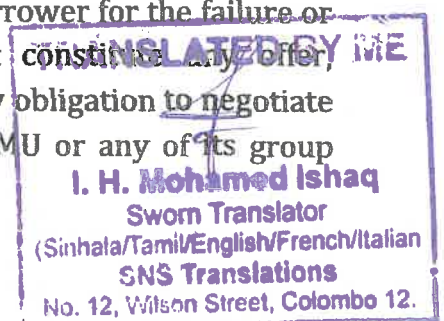 rower for the failure or
TRANSLATED BY ME
constitute any offer,
obligation to negotiate
MU or any of its group
I. H. Mohamed Ishaq
Sworn Translator
(Sinhala/Tamil/English/French/Italian
SNS Translations
No. 12, Wilson Street, Colombo 12.